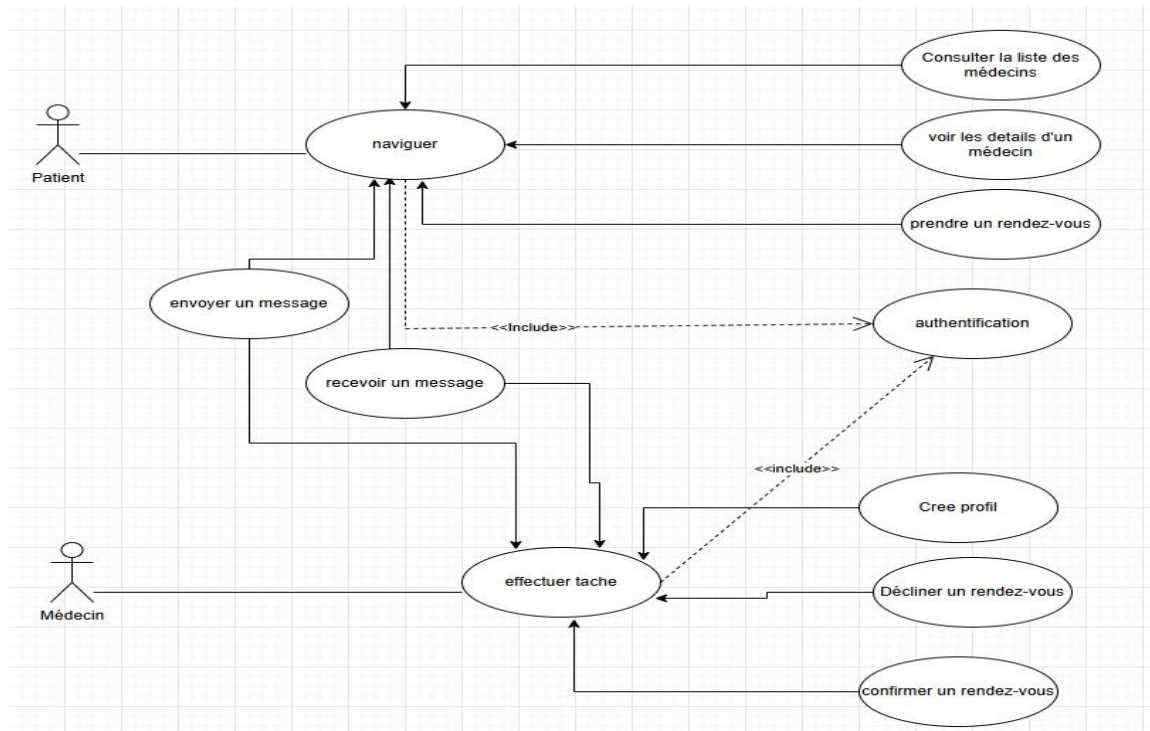 Consulter la liste des
médecins
naviguer
voir les details d'un
médecin
Patient
prendre un rendez-vous
envoyer un message
<<Include>>
authentification
recevoir un message
<<include>>
Cree profil
effectuer tache
Décliner un rendez-vous
Médecin
confirmer un rendez-vous